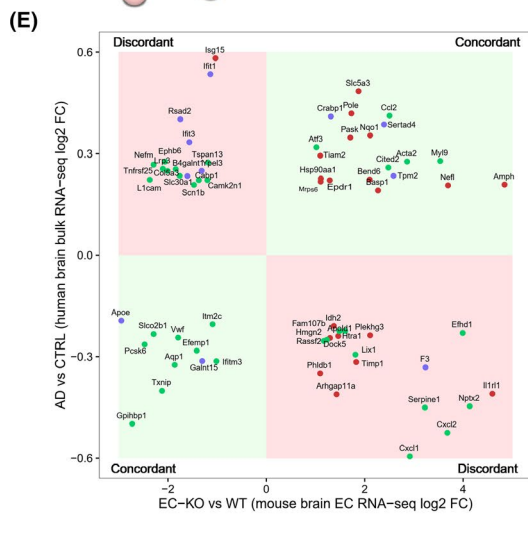 (E)
Discordant
Concordant
Isg15
Ifit1
Slc5a3
Rsad2
Crabp1
Pole
Ccl2
Sertad4
Ifit3
Pask
Nqo1
Atf3
Tiam2
Nefm
Ephb6
Tspan13
Cited2
Acta2
Myl9
Tnfrsf25
Lrp3
B4galnt1
Hsp90aa1
Bend6
Tpm2
L1cam
Slc30a1
Cabp1
Camk2n1
Scn1b
Mrps6
Epdr1
Nefl
Amph
Apoe
Itm2c
Slco2b1
Vwf
Pcsk6
Efemp1
Aqp1
Galnt15
Ifitm3
Txnip
Gpihbp1
Idh2
Fam107b
Plekhg3
Hmgn2
Htra1
Rassf2
Dock5
Efhd1
Lix1
Timp1
F3
Phldb1
Arhgap11a
Il1rl1
Serpine1
Nptx2
Cxcl2
Cxcl1
Concordant
Discordant
0.6
0.3
0.0
−0.3
−0.6
−2
0
2
4
AD vs CTRL (human brain bulk RNA−seq log2 FC)
EC−KO vs WT (mouse brain EC RNA−seq log2 FC)